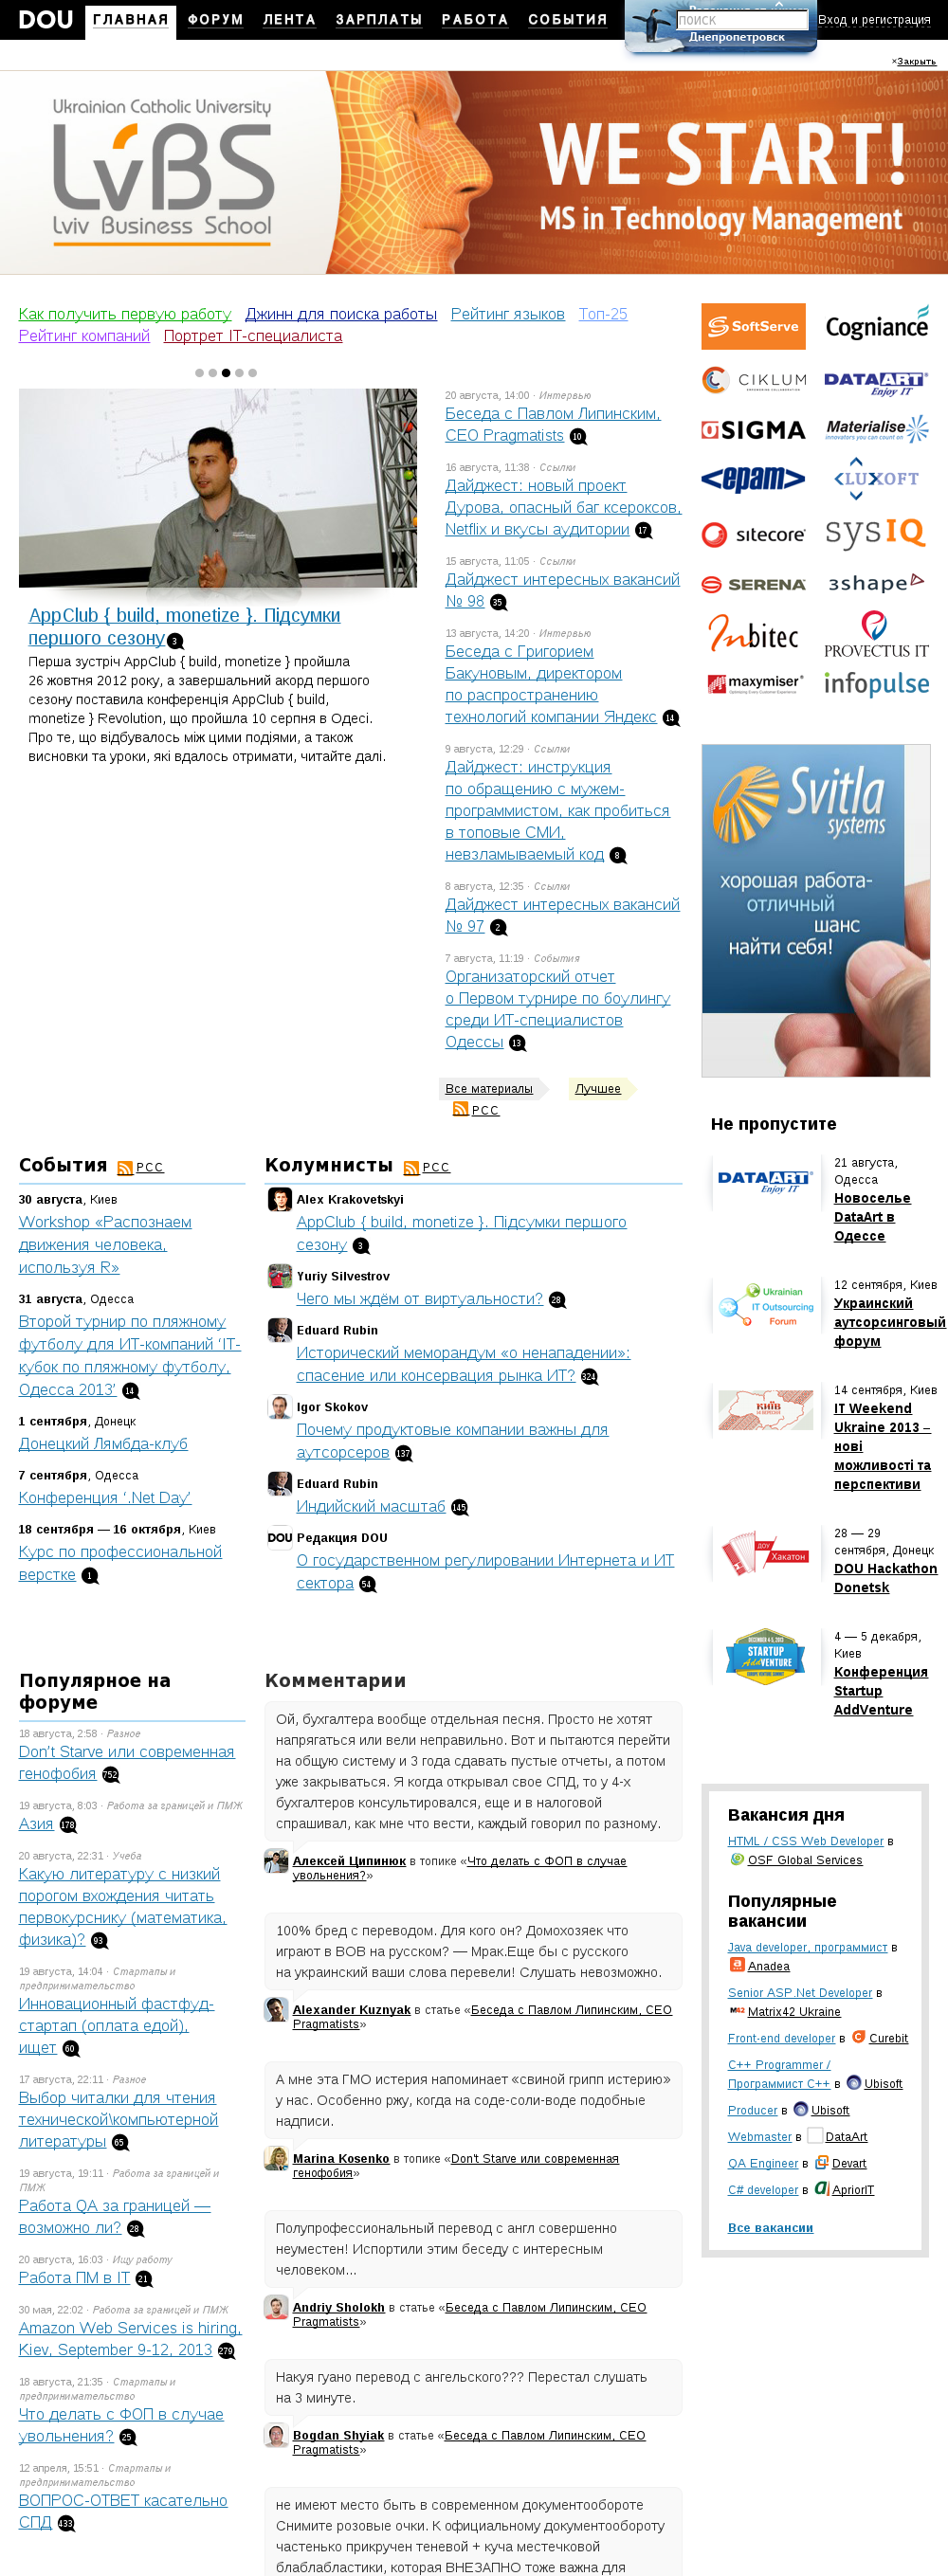 DOU ГЛАВНАЯ ФОРУМ ЛЕНТА ЗАРПЛАТЫ РАБОТА СОБЫТИЯ
ПОИСК
Днепропетровск
Вход и регистрация
×Закрыть
Ukrainian Catholic University
LvBS
Lviv Business School
WE START!
MS in Technology Management
Как получить первую работу Джинн для поиска работы Рейтинг языков Топ-25
Рейтинг компаний Портрет IT-специалиста
AppClub { build, monetize }. Підсумки
першого сезону 3
Перша зустріч AppClub { build, monetize } пройшла
26 жовтня 2012 року, а завершальний акорд першого
сезону поставила конференція AppClub { build,
monetize } Revolution, що пройшла 10 серпня в Одесі.
Про те, що відбувалось між цими подіями, а також
висновки та уроки, які вдалось отримати, читайте далі.
20 августа, 14:00 · Интервью
Беседа с Павлом Липинским,
CEO Pragmatists 10
16 августа, 11:38 · Ссылки
Дайджест: новый проект
Дурова, опасный баг ксероксов,
Netflix и вкусы аудитории 17
15 августа, 11:05 · Ссылки
Дайджест интересных вакансий
№ 98 35
13 августа, 14:20 · Интервью
Беседа с Григорием
Бакуновым, директором
по распространению
технологий компании Яндекс 14
9 августа, 12:29 · Ссылки
Дайджест: инструкция
по обращению с мужем-
программистом, как пробиться
в топовые СМИ,
невзламываемый код 8
8 августа, 12:35 · Ссылки
Дайджест интересных вакансий
№ 97 2
7 августа, 11:19 · События
Организаторский отчет
о Первом турнире по боулингу
среди ИТ-специалистов
Одессы 13
Все материалы Лучшее
РСС
SoftServe Cognizance
CIKLUM DATAART Enjoy IT
SIGMA Materialise innovators you can count on
<epam> LUXOFT
sitecore sysIQ
SERENA 3shape
Inbitec PROVECTUS IT
maxymiser infopulse
Svitla systems
хорошая работа-
отличный
шанс
найти себя!
Не пропустите
DATAART Enjoy IT
21 августа,
Одесса
Новоселье
DataArt в
Одессе
Ukrainian
IT Outsourcing
Forum
12 сентября, Киев
Украинский
аутсорсинговый
форум
КИЇВ
14 сентября, Киев
IT Weekend
Ukraine 2013 –
нові
можливості та
перспективи
ДОУ
Хакатон
28 — 29
сентября, Донецк
DOU Hackathon
Donetsk
STARTUP
AddVENTURE
4 — 5 декабря,
Киев
Конференция
Startup
AddVenture
События РСС
30 августа, Киев
Workshop «Распознаем
движения человека,
используя R»
31 августа, Одесса
Второй турнир по пляжному
футболу для ИТ-компаний ‘IT-
кубок по пляжному футболу,
Одесса 2013’ 14
1 сентября, Донецк
Донецкий Лямбда-клуб
7 сентября, Одесса
Конференция ‘.Net Day’
18 сентября — 16 октября, Киев
Курс по профессиональной
верстке 1
Колумнисты РСС
Alex Krakovetskyi
AppClub { build, monetize }. Підсумки першого
сезону 3
Yuriy Silvestrov
Чего мы ждём от виртуальности? 28
Eduard Rubin
Исторический меморандум «о ненападении»:
спасение или консервация рынка ИТ? 324
Igor Skokov
Почему продуктовые компании важны для
аутсорсеров 137
Eduard Rubin
Индийский масштаб 145
DOU Редакция DOU
О государственном регулировании Интернета и ИТ
сектора 54
Популярное на
форуме
18 августа, 2:58 · Разное
Don't Starve или современная
генофобия 752
19 августа, 8:03 · Работа за границей и ПМЖ
Азия 178
20 августа, 22:31 · Учеба
Какую литературу с низкий
порогом вхождения читать
первокурснику (математика,
физика)? 93
19 августа, 14:04 · Стартапы и
предпринимательство
Инновационный фастфуд-
стартап (оплата едой),
ищет 60
17 августа, 22:11 · Разное
Выбор читалки для чтения
технической\компьютерной
литературы 65
19 августа, 19:11 · Работа за границей и
ПМЖ
Работа QA за границей —
возможно ли? 28
20 августа, 16:03 · Ищу работу
Работа ПМ в IT 21
30 мая, 22:02 · Работа за границей и ПМЖ
Amazon Web Services is hiring,
Kiev, September 9-12, 2013 279
18 августа, 21:35 · Стартапы и
предпринимательство
Что делать с ФОП в случае
увольнения? 25
12 апреля, 15:51 · Стартапы и
предпринимательство
ВОПРОС-ОТВЕТ касательно
СПД 433
Комментарии
Ой, бухгалтера вообще отдельная песня. Просто не хотят
напрягаться или вели неправильно. Вот и пытаются перейти
на общую систему и 3 года сдавать пустые отчеты, а потом
уже закрываться. Я когда открывал свое СПД, то у 4-х
бухгалтеров консультировался, еще и в налоговой
спрашивал, как мне что вести, каждый говорил по разному.
Алексей Ципинюк в топике «Что делать с ФОП в случае
увольнения?»
100% бред с переводом. Для кого он? Домохозяек что
играют в ВОВ на русском? — Мрак.Еще бы с русского
на украинский ваши слова перевели! Слушать невозможно.
Alexander Kuznyak в статье «Беседа с Павлом Липинским, CEO
Pragmatists»
А мне эта ГМО истерия напоминает «свиной грипп истерию»
у нас. Особенно ржу, когда на соде-соли-воде подобные
надписи.
Marina Kosenko в топике «Don't Starve или современная
генофобия»
Полупрофессиональный перевод с англ совершенно
неуместен! Испортили этим беседу с интересным
человеком...
Andriy Sholokh в статье «Беседа с Павлом Липинским, CEO
Pragmatists»
Накуя гуано перевод с ангельского??? Перестал слушать
на 3 минуте.
Bogdan Shyiak в статье «Беседа с Павлом Липинским, CEO
Pragmatists»
не имеют место быть в современном документообороте
Снимите розовые очки. К официальному документообороту
частенько прикручен теневой + куча местечковой
блаблабластики, которая ВНЕЗАПНО тоже важна для
Вакансия дня
HTML / CSS Web Developer в
OSF Global Services
Популярные
вакансии
Java developer, программист в
Anadea
Senior ASP.Net Developer в
Matrix42 Ukraine
Front-end developer в Curebit
C++ Programmer /
Программист C++ в Ubisoft
Producer в Ubisoft
Webmaster в DataArt
QA Engineer в Devart
C# developer в ApriorIT
Все вакансии